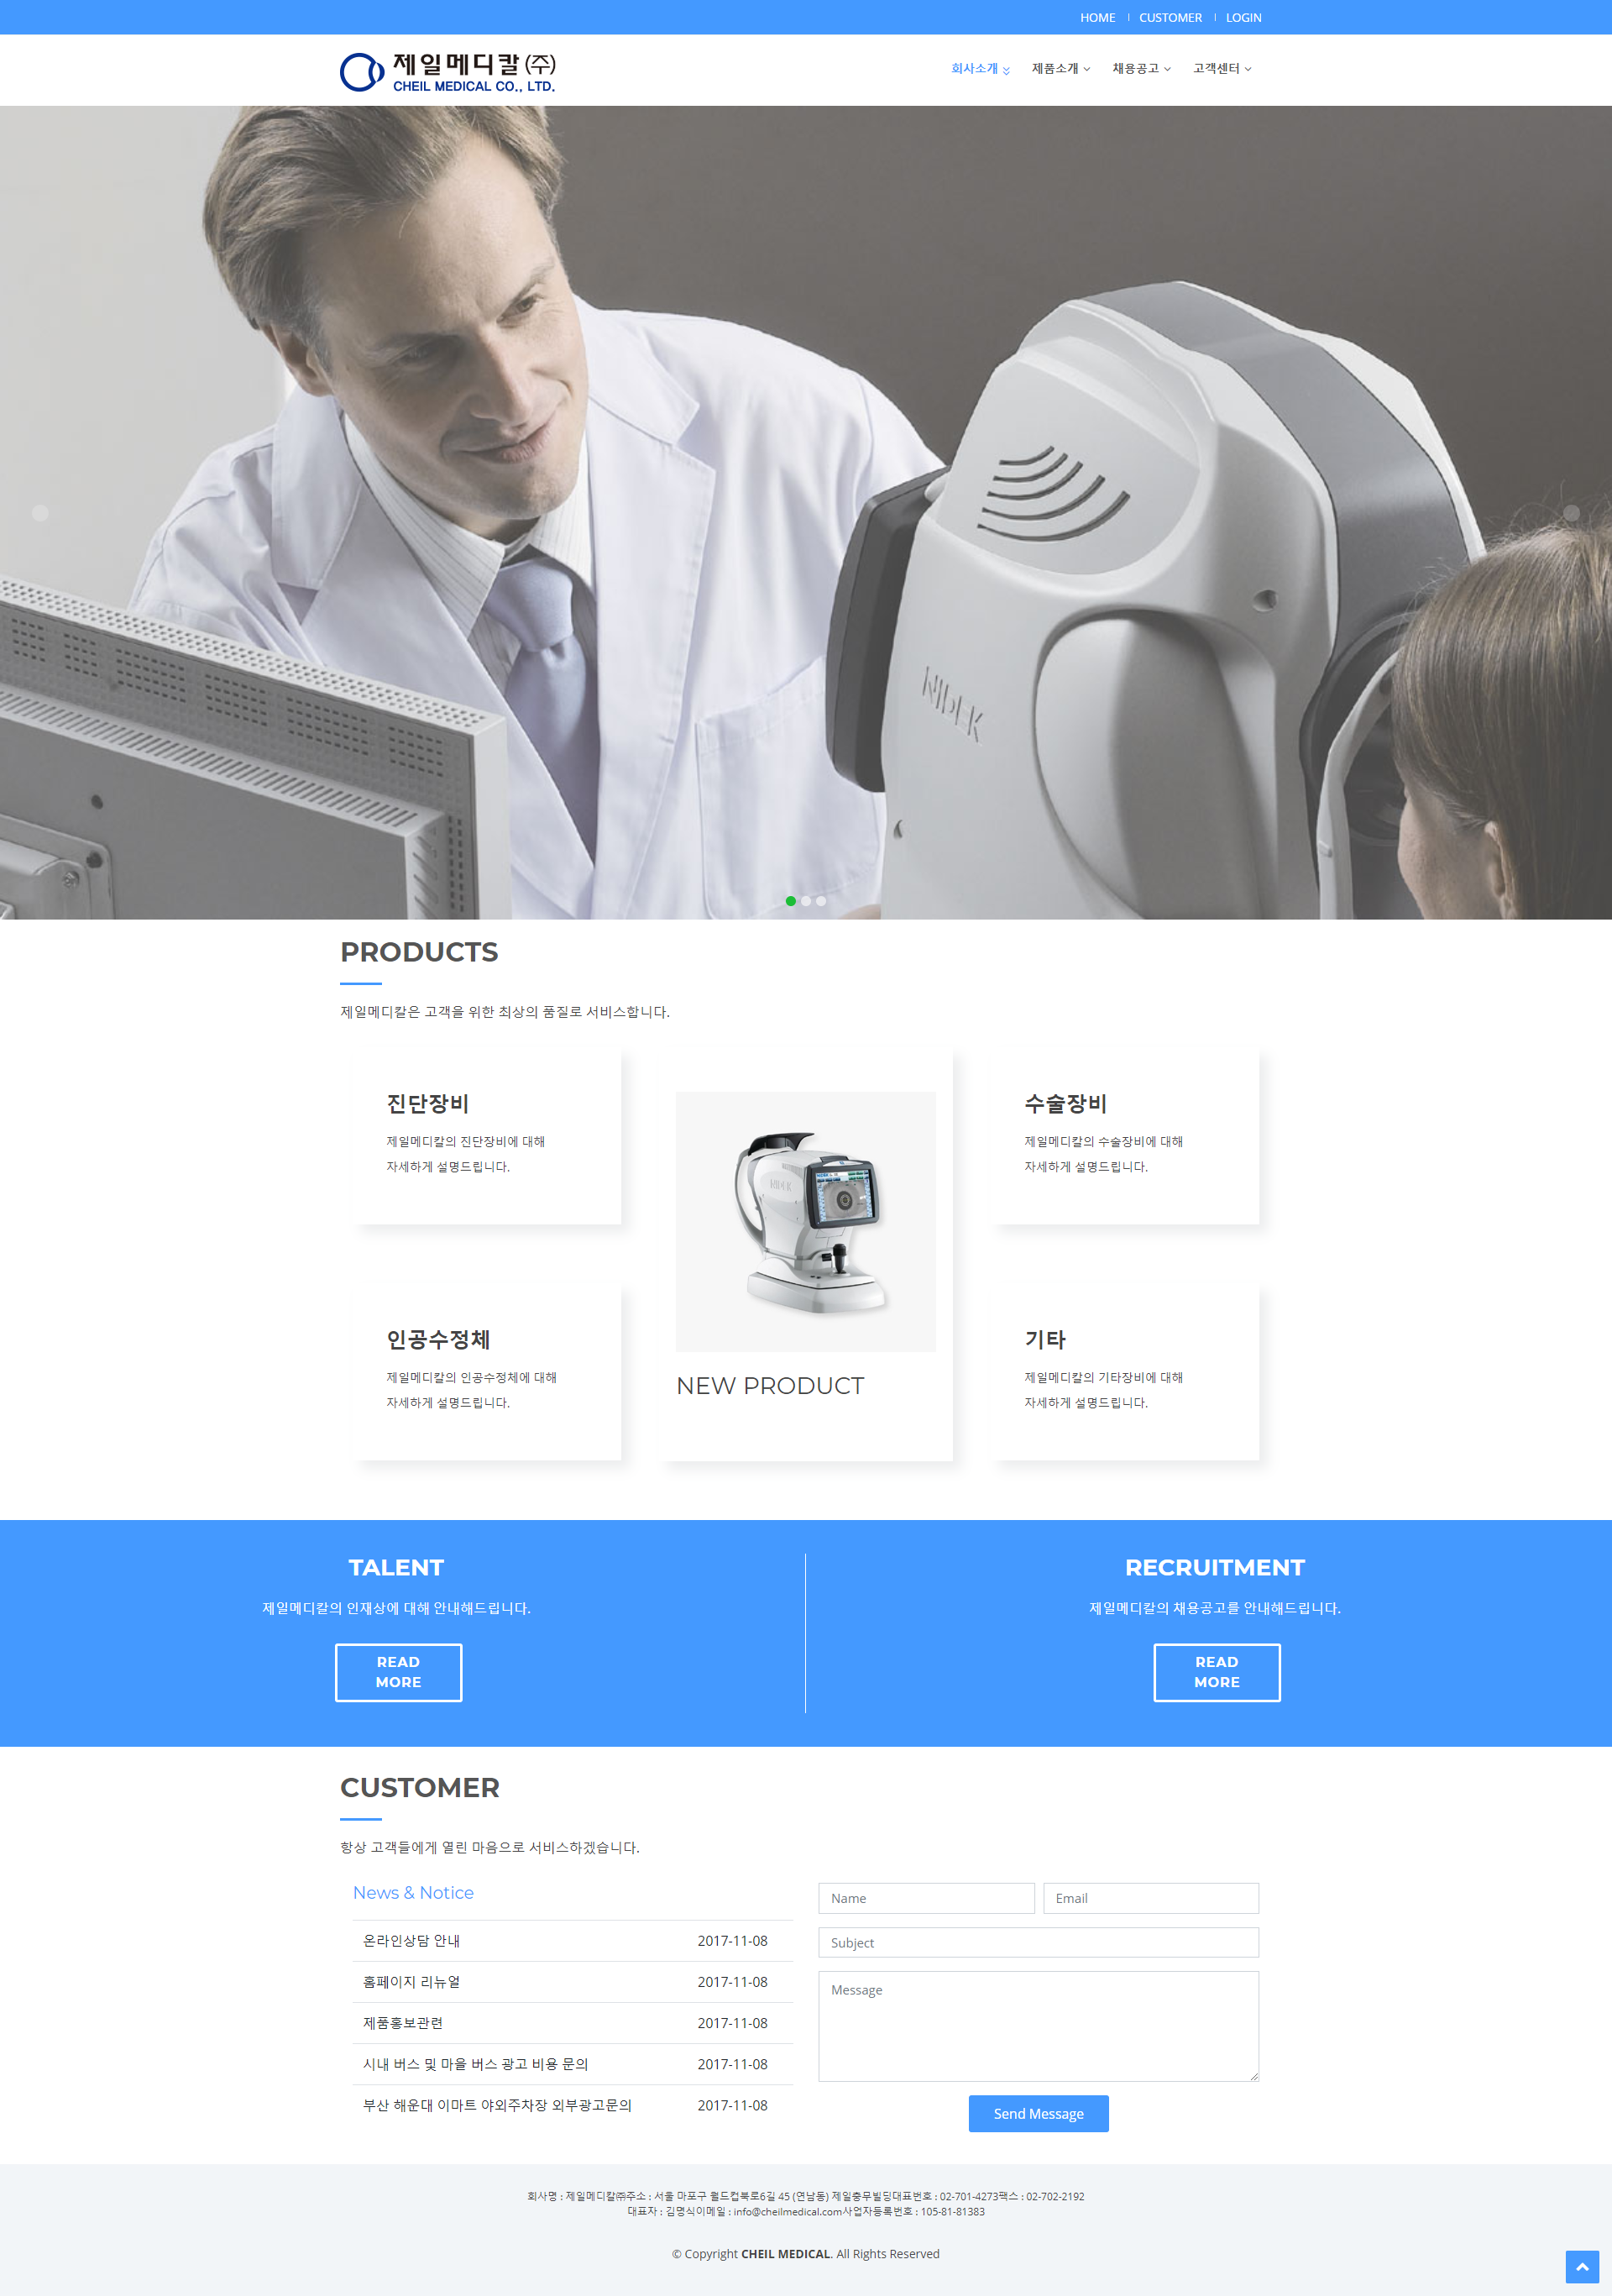 HOME
CUSTOMER
LOGIN
제일메디칼(주)
CHEIL MEDICAL CO., LTD.
회사소개
제품소개
채용공고
고객센터
NIDEK
PRODUCTS
제일메디칼은 고객을 위한 최상의 품질로 서비스합니다.
진단장비
제일메디칼의 진단장비에 대해
자세하게 설명드립니다.
인공수정체
제일메디칼의 인공수정체에 대해
자세하게 설명드립니다.
NIDEK
NEW PRODUCT
수술장비
제일메디칼의 수술장비에 대해
자세하게 설명드립니다.
기타
제일메디칼의 기타장비에 대해
자세하게 설명드립니다.
TALENT
제일메디칼의 인재상에 대해 안내해드립니다.
READ
MORE
RECRUITMENT
제일메디칼의 채용공고를 안내해드립니다.
READ
MORE
CUSTOMER
항상 고객들에게 열린 마음으로 서비스하겠습니다.
News & Notice
온라인상담 안내 2017-11-08
홈페이지 리뉴얼 2017-11-08
제품홍보관련 2017-11-08
시내 버스 및 마을 버스 광고 비용 문의 2017-11-08
부산 해운대 이마트 야외주차장 외부광고문의 2017-11-08
Name
Email
Subject
Message
Send Message
회사명 : 제일메디칼㈜주소 : 서울 마포구 월드컵북로6길 45 (연남동) 제일충무빌딩대표번호 : 02-701-4273팩스 : 02-702-2192
대표자 : 김명식이메일 : info@cheilmedical.com사업자등록번호 : 105-81-81383
© Copyright CHEIL MEDICAL. All Rights Reserved